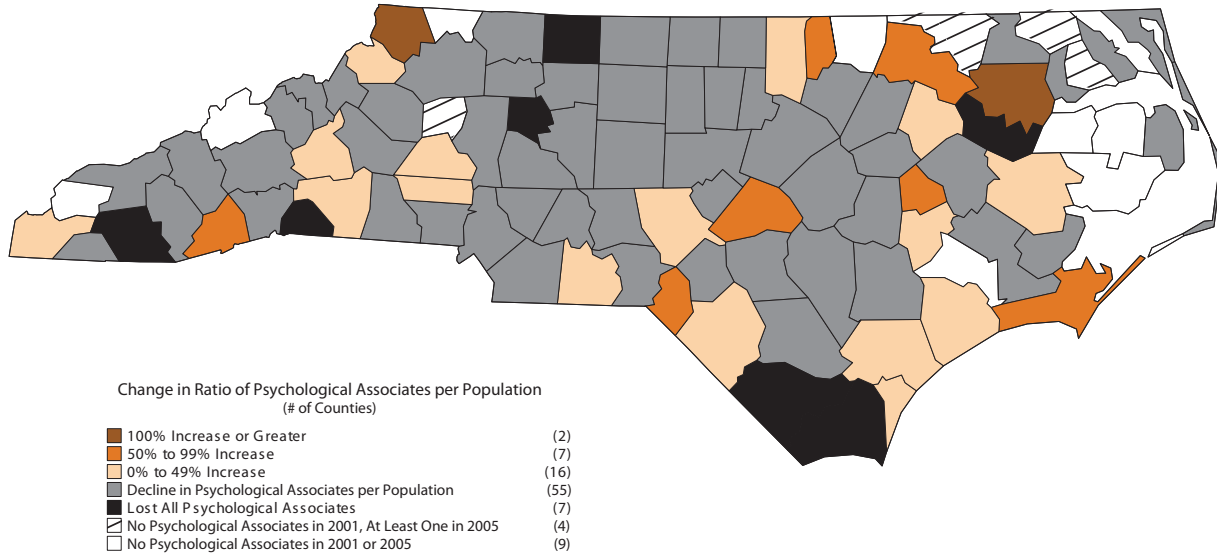 Change in Ratio of Psychological Associates per Population
(# of Counties)
100% Increase or Greater (2)
50% to 99% Increase (7)
0% to 49% Increase (16)
Decline in Psychological Associates per Population (55)
Lost All Psychological Associates (7)
No Psychological Associates in 2001, At Least One in 2005 (4)
No Psychological Associates in 2001 or 2005 (9)